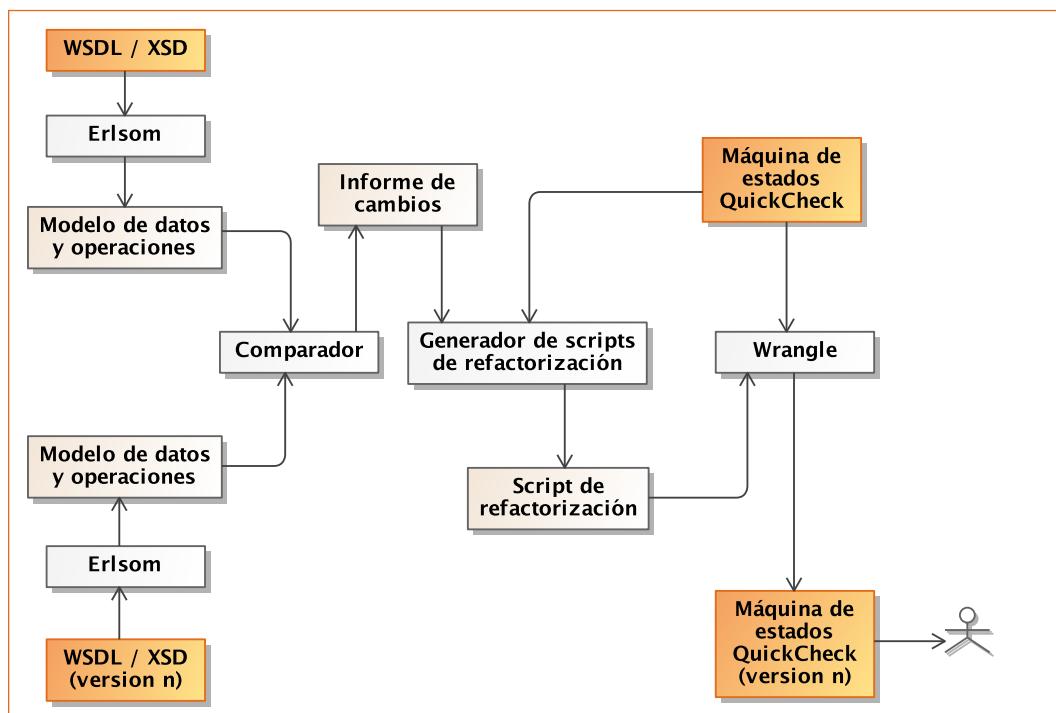 WSDL / XSD
Erlsom
Modelo de datos
y operaciones
Informe de
cambios
Máquina de
estados
QuickCheck
Comparador
Generador de scripts
de refactorización
Wrangle
Modelo de datos
y operaciones
Script de
refactorización
Erlsom
WSDL / XSD
(version n)
Máquina de
estados
QuickCheck
(version n)